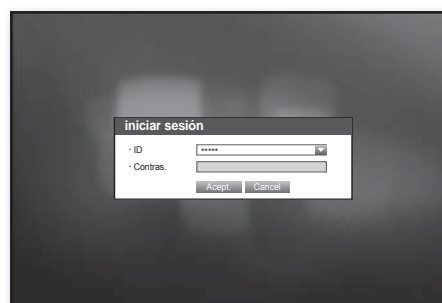 iniciar sesión
· ID *****
· Contras.
Acept. Cancel